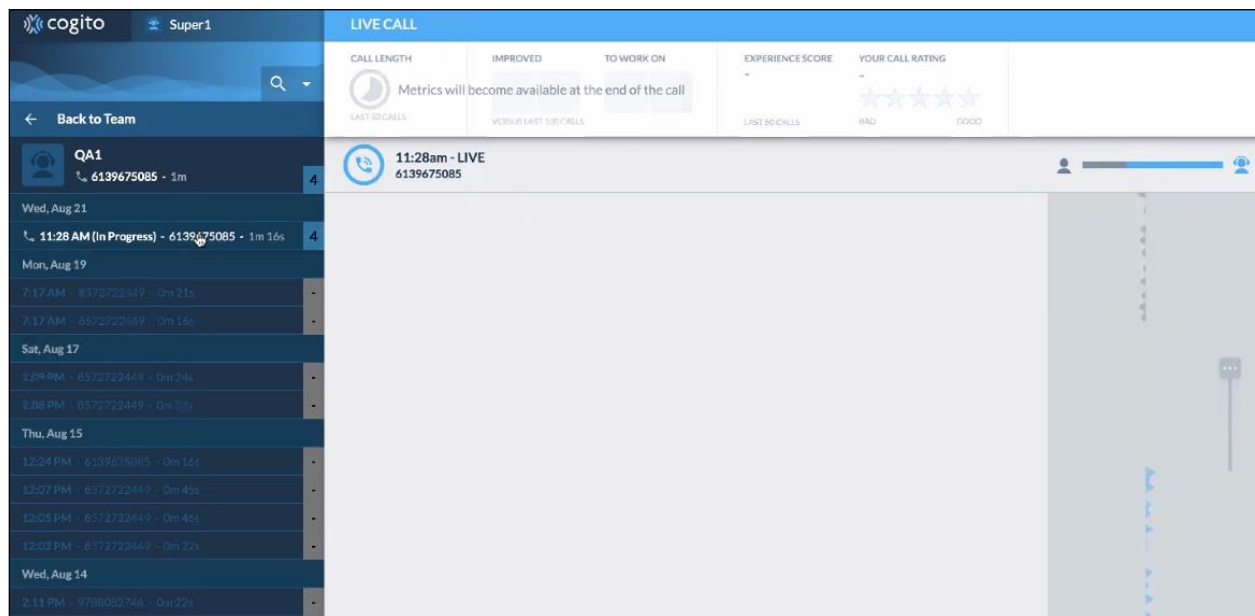 cogito
Super1
LIVE CALL
CALL LENGTH
IMPROVED
TO WORK ON
EXPERIENCE SCORE
YOUR CALL RATING
-
-
Metrics will become available at the end of the call
LAST 50 CALLS
VERSUS LAST 100 CALLS
LAST 50 CALLS
BAD
GOOD
Back to Team
QA1
6139675085 - 1m
4
11:28am - LIVE
6139675085
Wed, Aug 21
11:28 AM (In Progress) - 6139675085 - 1m 16s
4
Mon, Aug 19
7:17 AM - 8572722449 - 0m 21s
-
7:17 AM - 8572722449 - 0m 16s
-
Sat, Aug 17
2:09 PM - 8572722449 - 0m 24s
-
2:08 PM - 8572722449 - 0m
-
Thu, Aug 15
12:24 PM - 6139675085 - 0m 16s
-
12:07 PM - 8572722449 - 0m 45s
-
12:05 PM - 8572722449 - 0m 46s
-
12:02 PM - 8572722449 - 0m 22s
-
Wed, Aug 14
2:11 PM - 9788082746 - 0m 22s
-